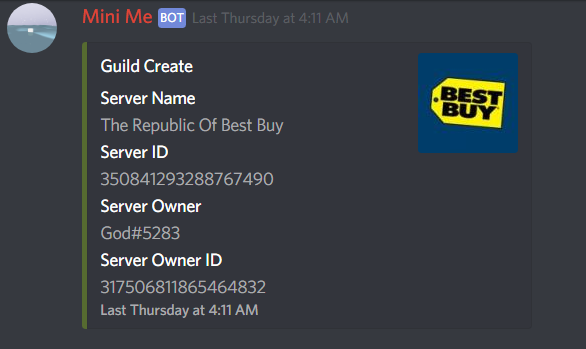 Mini Me BOT Last Thursday at 4:11 AM
Guild Create
BEST
BUY
Server Name
The Republic Of Best Buy
Server ID
350841293288767490
Server Owner
God#5283
Server Owner ID
317506811865464832
Last Thursday at 4:11 AM